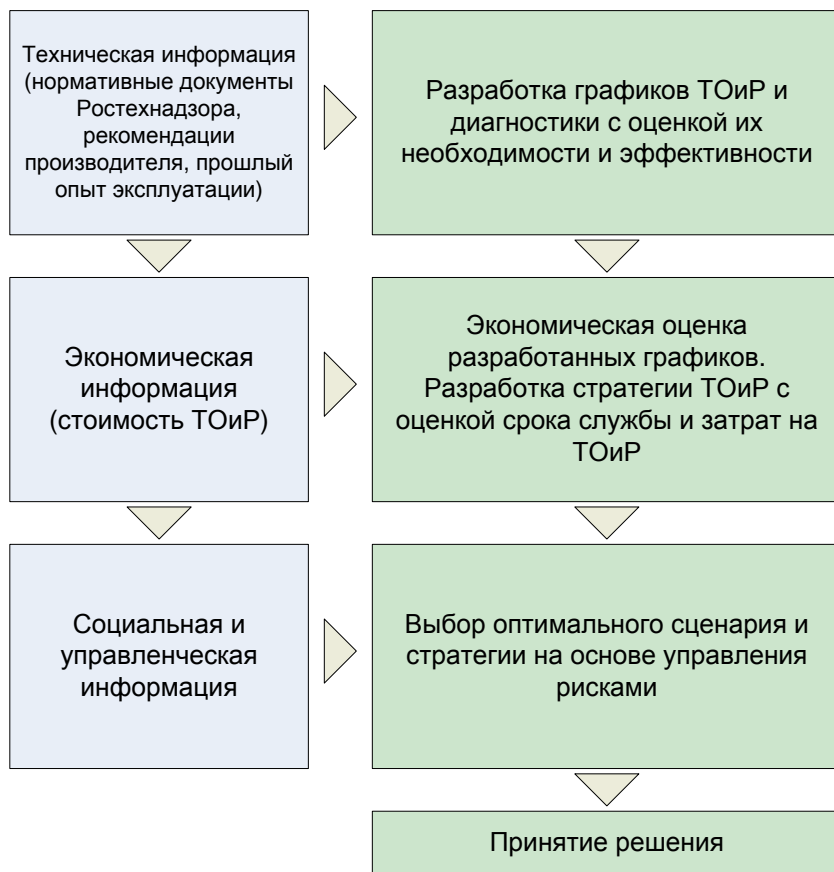 Техническая информация
(нормативные документы
Ростехнадзора,
рекомендации
производителя, прошлый
опыт эксплуатации)
Разработка графиков ТОиР и
диагностики с оценкой их
необходимости и эффективности
Экономическая
информация
(стоимость ТОиР)
Экономическая оценка
разработанных графиков.
Разработка стратегии ТОиР с
оценкой срока службы и затрат на
ТОиР
Социальная и
управленческая
информация
Выбор оптимального сценария и
стратегии на основе управления
рисками
Принятие решения